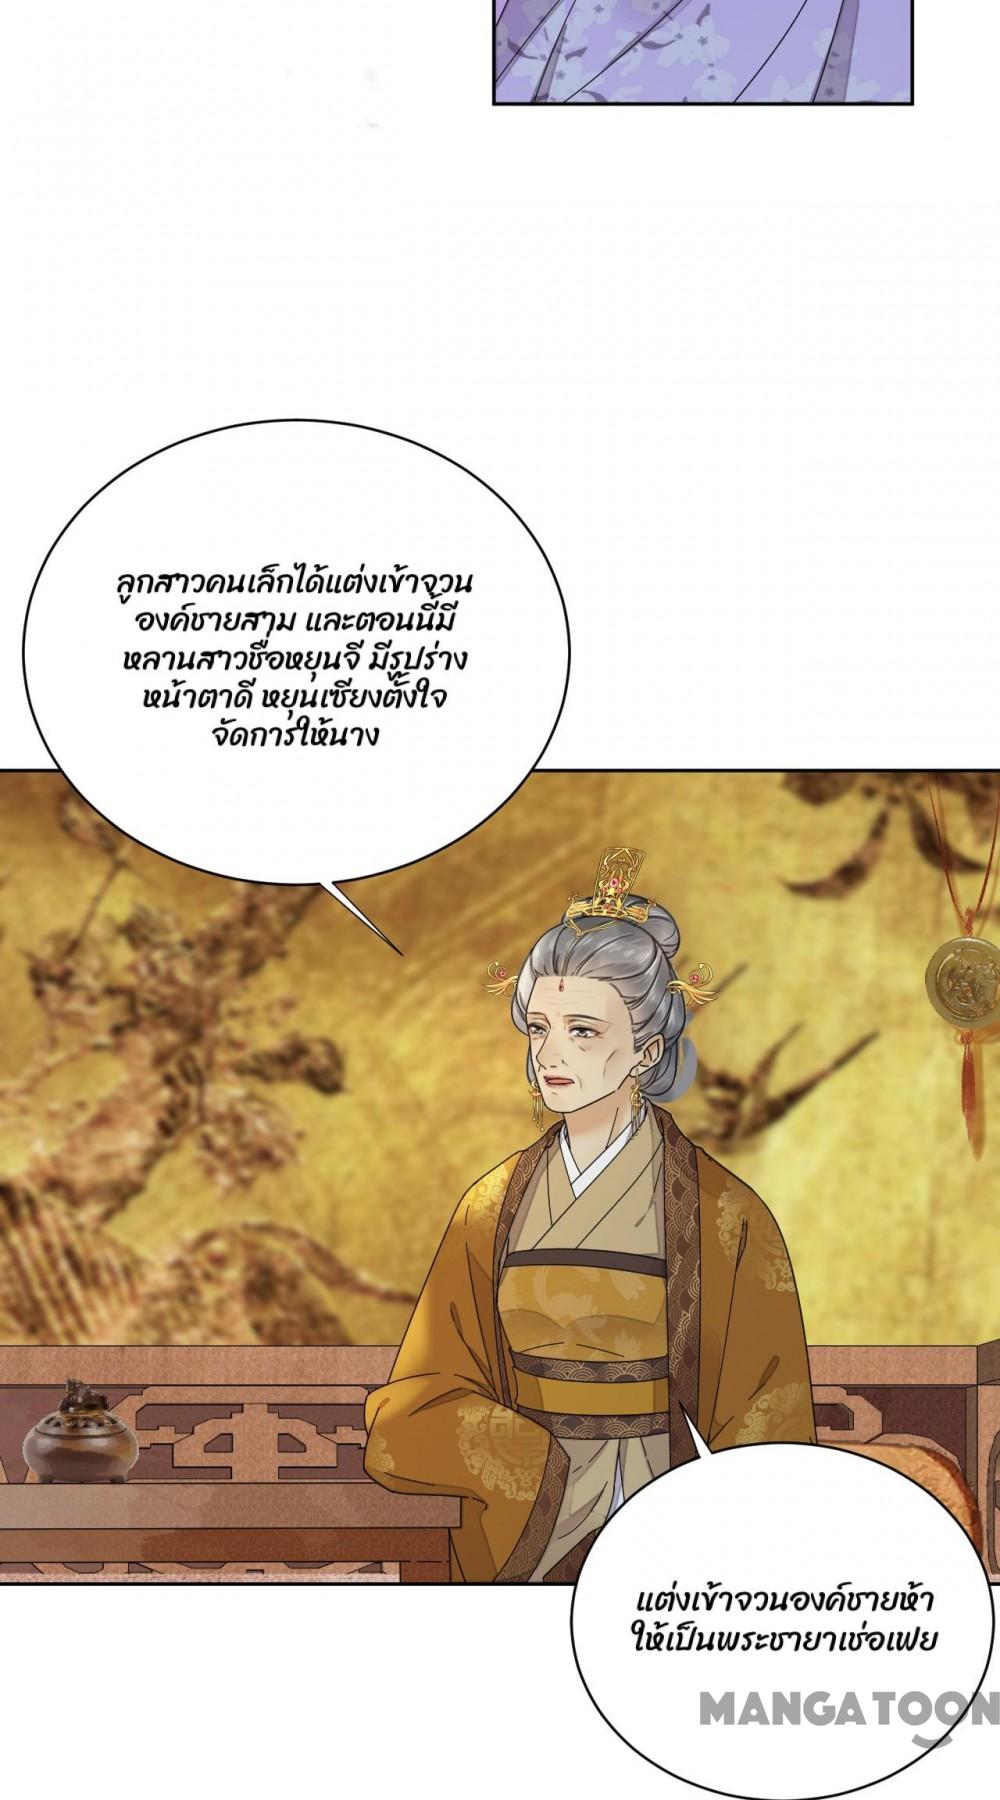 ลูกสาวคนเล็กได้แต่งเข้าจวน
องค์ชายสาม และตอนนี้มี
หลานสาวชื่อหยุนจี มีรูปร่าง
หน้าตาดี หยุนเซียงตั้งใจ
จัดการให้นาง
แต่งเข้าจวนองค์ชายห้า
ให้เป็นพระชายาเช่อเฟย
MANGATOON